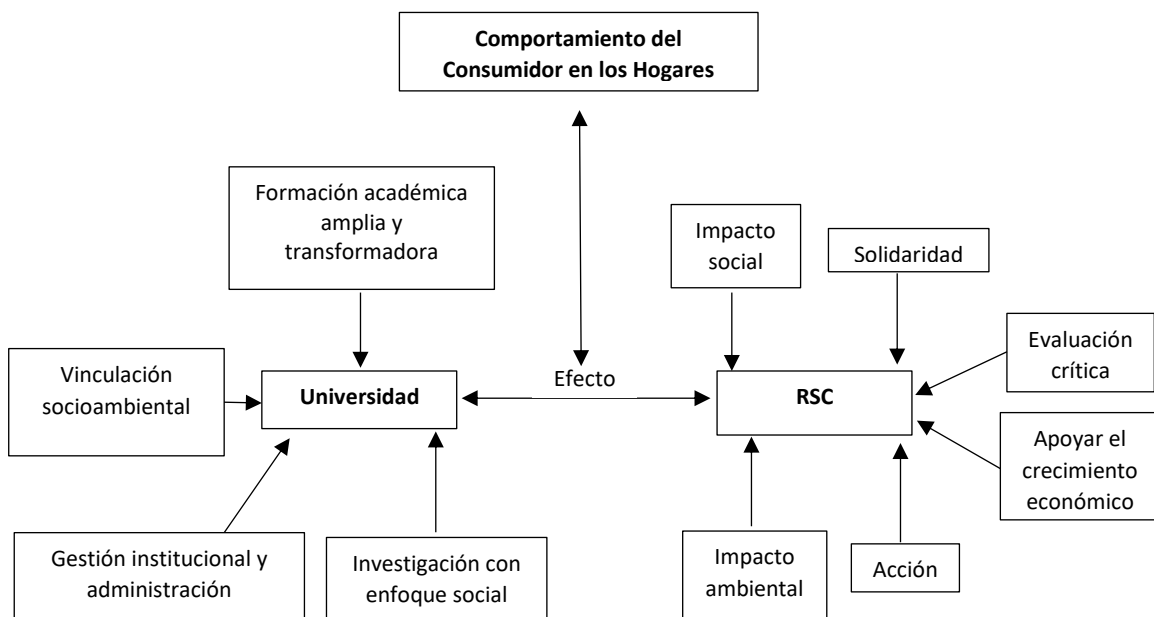 Comportamiento del
Consumidor en los Hogares
Formación académica
amplia y
transformadora
Impacto
social
Solidaridad
Evaluación
crítica
Vinculación
socioambiental
Universidad
Efecto
RSC
Apoyar el
crecimiento
económico
Gestión institucional y
administración
Investigación con
enfoque social
Impacto
ambiental
Acción